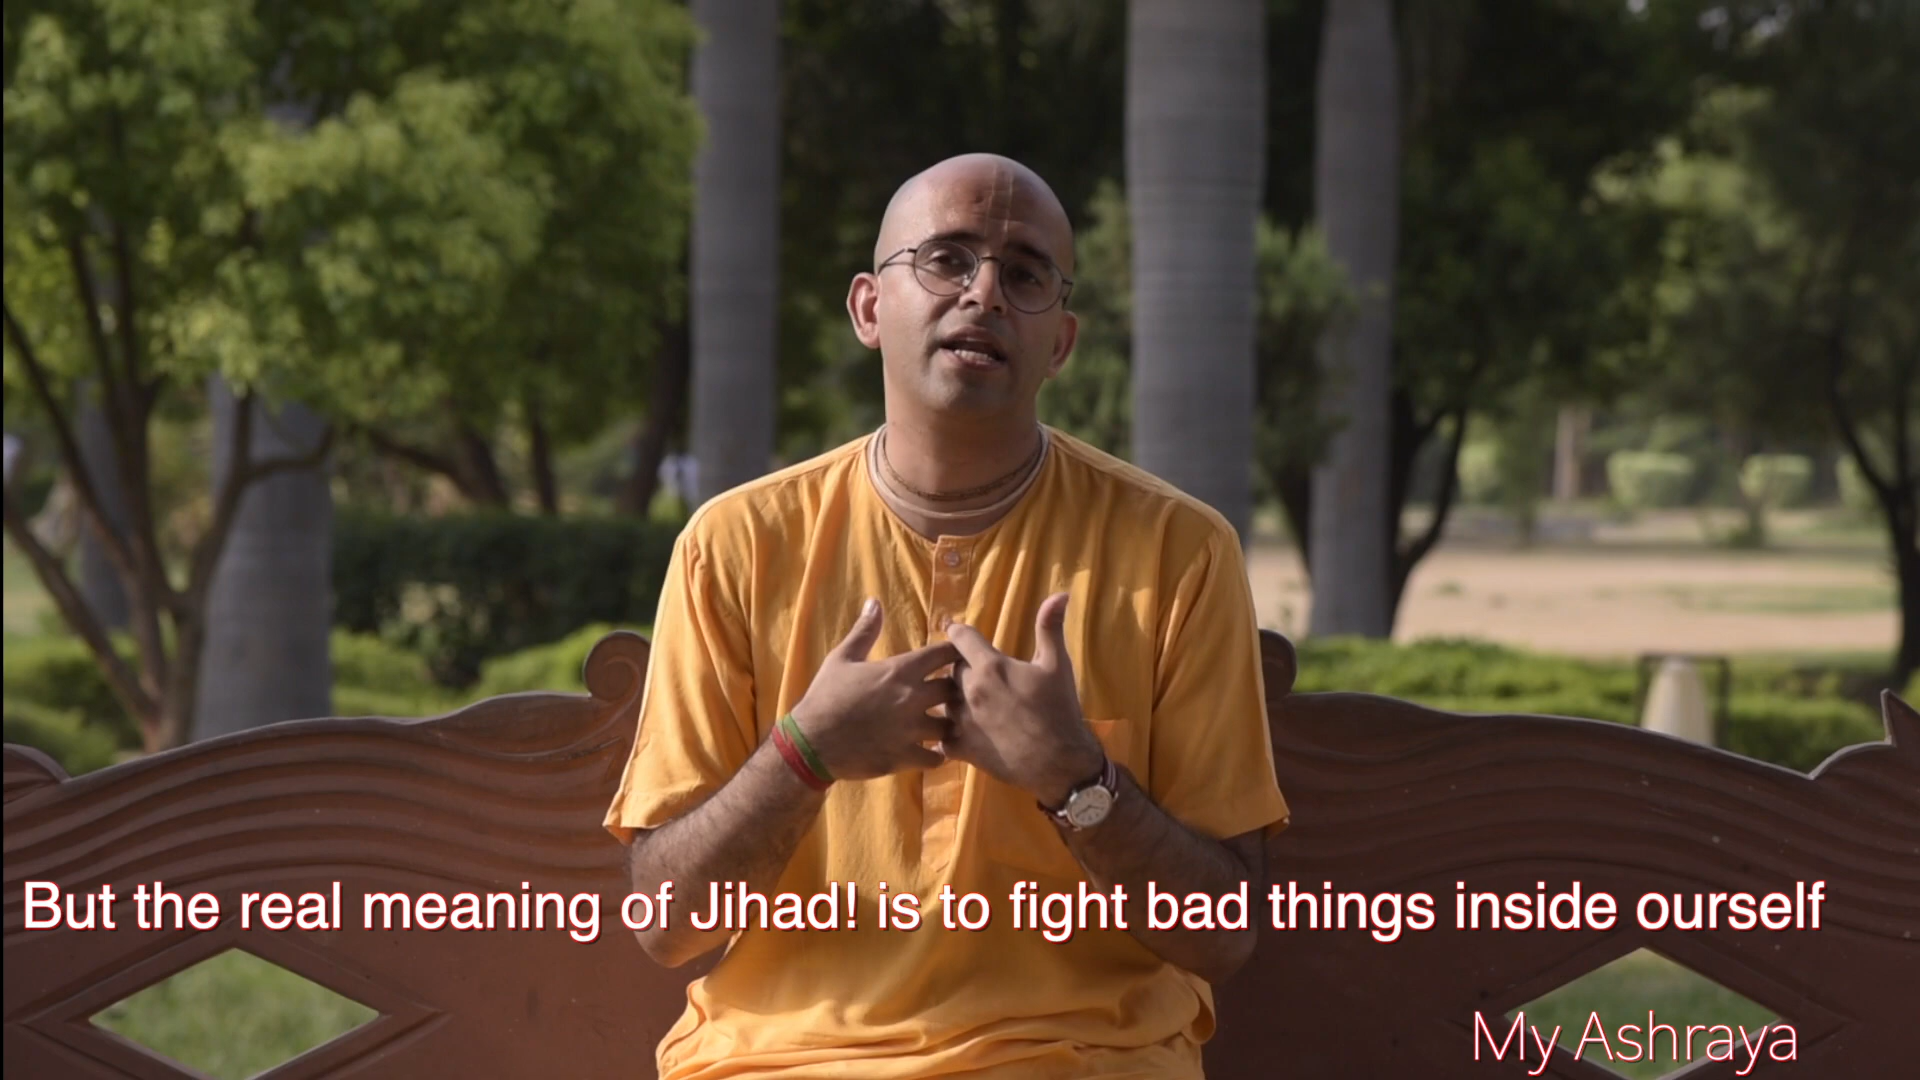 But the real meaning of Jihad! is to fight bad things inside ourself
My Ashraya